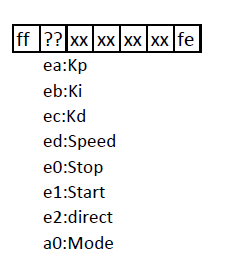 ff ?? xx xx xx xx fe
ea:Kp
eb:Ki
ec:Kd
ed:Speed
e0:Stop
e1:Start
e2:direct
a0:Mode